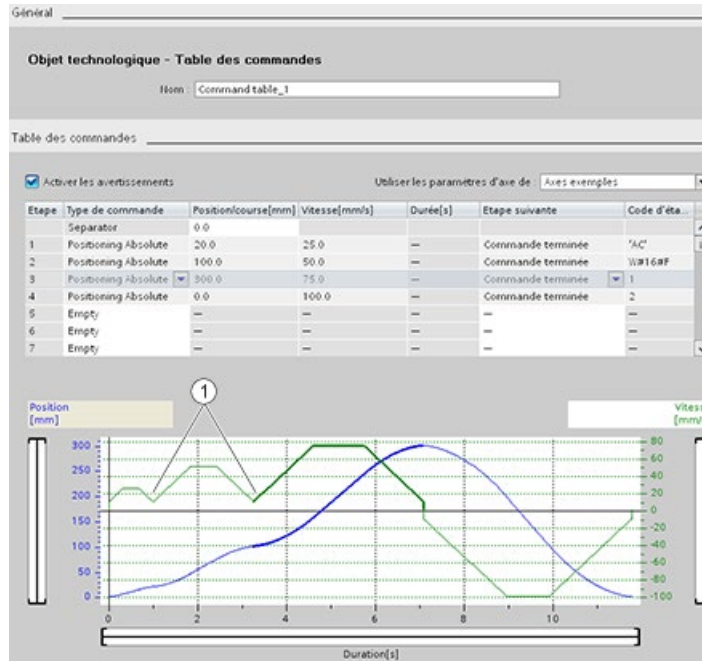 Général
Objet technologique - Table des commandes
Nom : Command table_1
Table des commandes
Activer les avertissements Utiliser les paramètres d'axe de : Axes exemples
Etape Type de commande Position/course[mm] Vitesse[mm/s] Durée[s] Etape suivante Code d'éta...
Separator 0.0
1 Positioning Absolute 20.0 25.0 — Commande terminée "AC"
2 Positioning Absolute 100.0 50.0 — Commande terminée W#16#F
3 Positioning Absolute 300.0 75.0 — Commande terminée 1
4 Positioning Absolute 0.0 100.0 — Commande terminée 2
5 Empty — — — — —
6 Empty — — — — —
7 Empty — — — — —
1
Position
[mm]
Vitess
[mm/
300
250
200
150
100
50
0
80
60
40
20
0
-20
-40
-60
-80
-100
0 2 4 6 8 10
Duration[s]